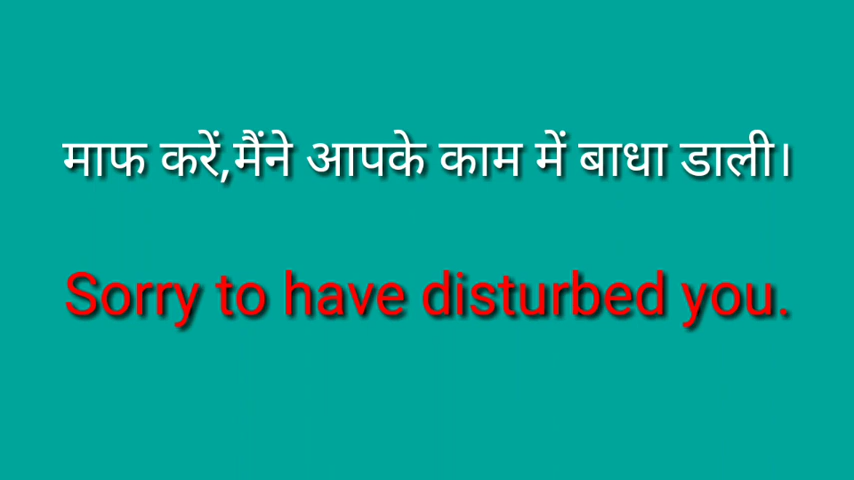 माफ करें,मैंने आपके काम में बाधा डाली।
Sorry to have disturbed you.